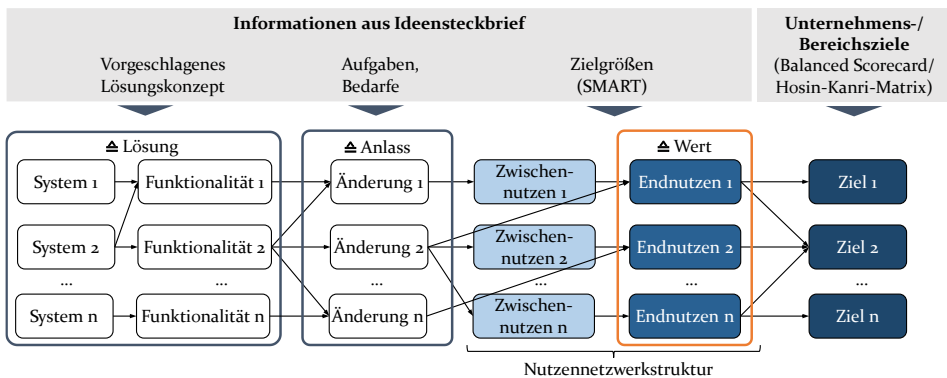 Informationen aus Ideensteckbrief
Vorgeschlagenes
Lösungskonzept
Aufgaben,
Bedarfe
Zielgrößen
(SMART)
Unternehmens-/
Bereichsziele
(Balanced Scorecard/
Hosin-Kanri-Matrix)
≙ Lösung
≙ Anlass
≙ Wert
System 1
Funktionalität 1
Änderung 1
Zwischen-
nutzen 1
Endnutzen 1
Ziel 1
System 2
Funktionalität 2
Änderung 2
Zwischen-
nutzen 2
Endnutzen 2
Ziel 2
...
...
...
...
...
...
System n
Funktionalität n
Änderung n
Zwischen-
nutzen n
Endnutzen n
Ziel n
Nutzennetzwerkstruktur